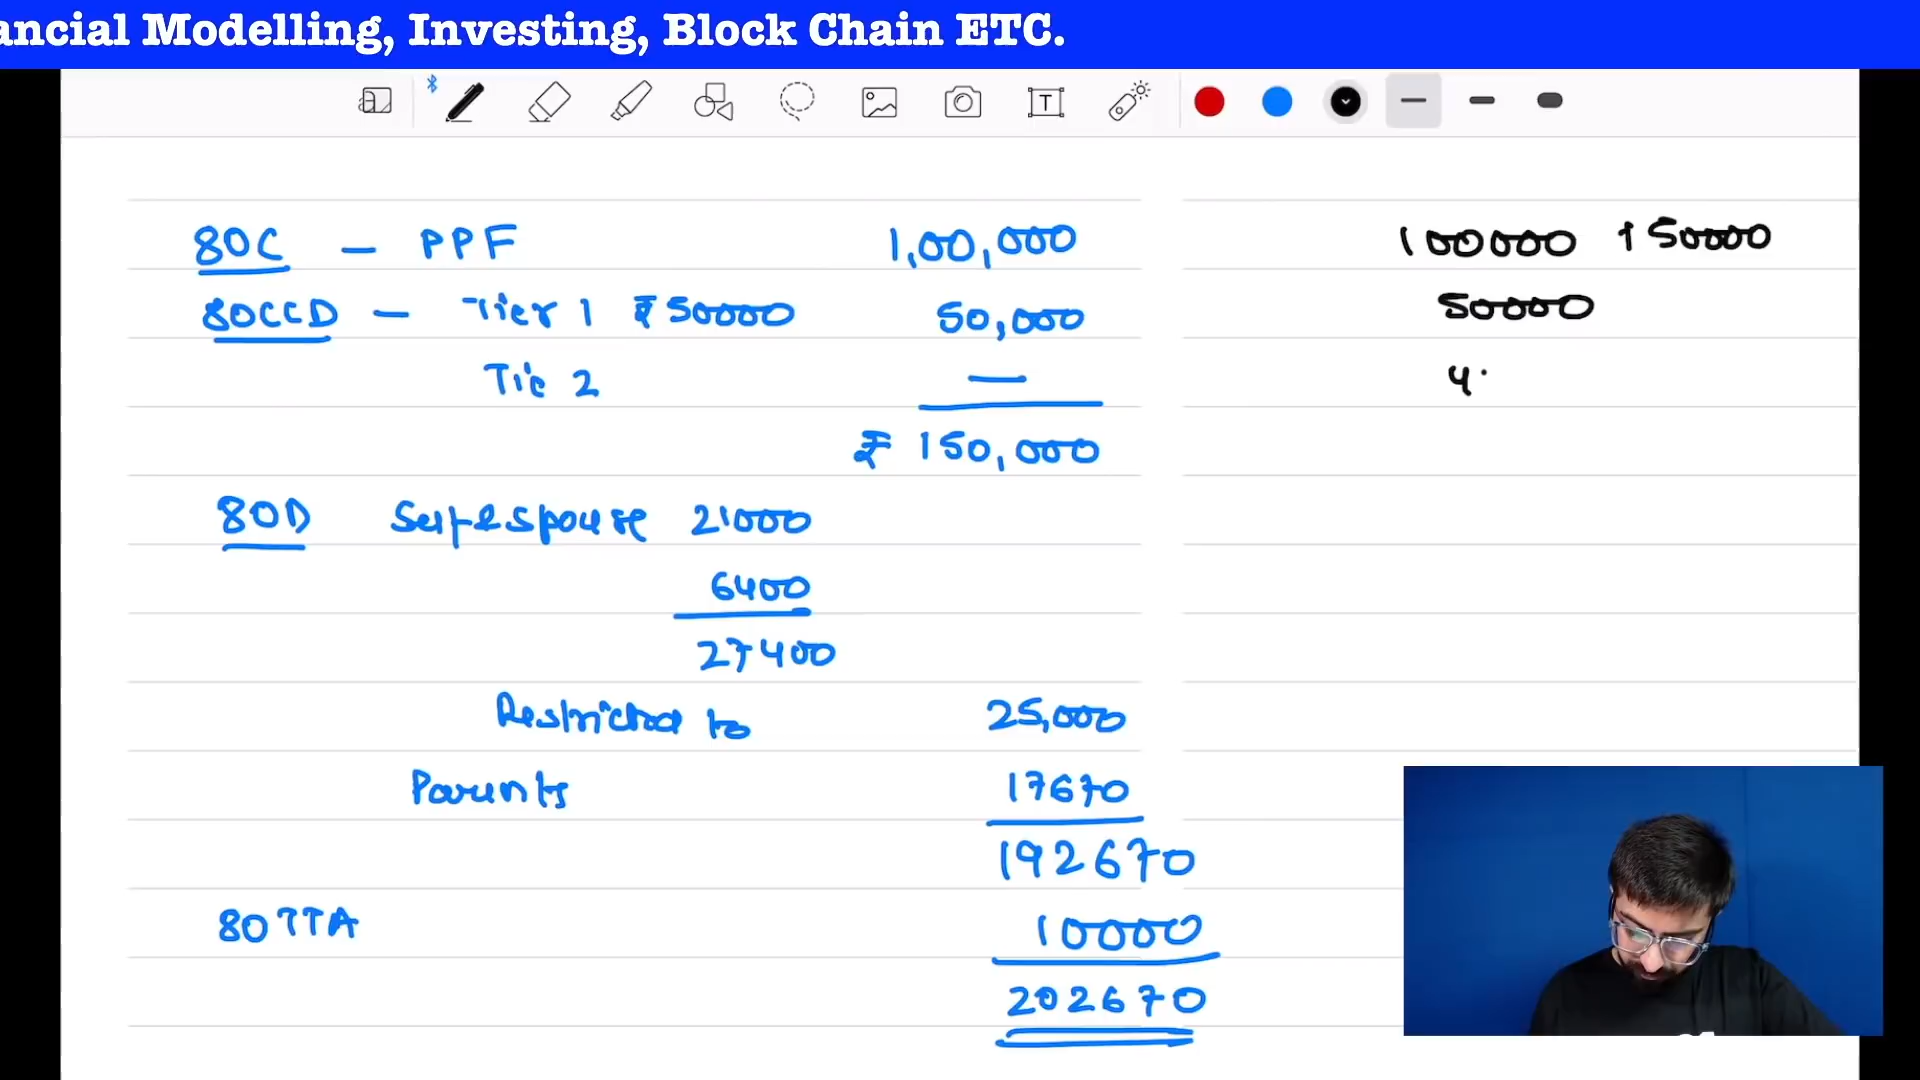 ancial Modelling, Investing, Block Chain ETC.
80C - PPF 1,00,000
80CCD - Tier 1 ₹50000 50,000
Tie 2 —
₹ 150,000
80D Self & spouse 21000
6400
27400
Restricted to 25,000
Parents 17670
192670
80TTA 10000
202670
100000 150000
50000
4